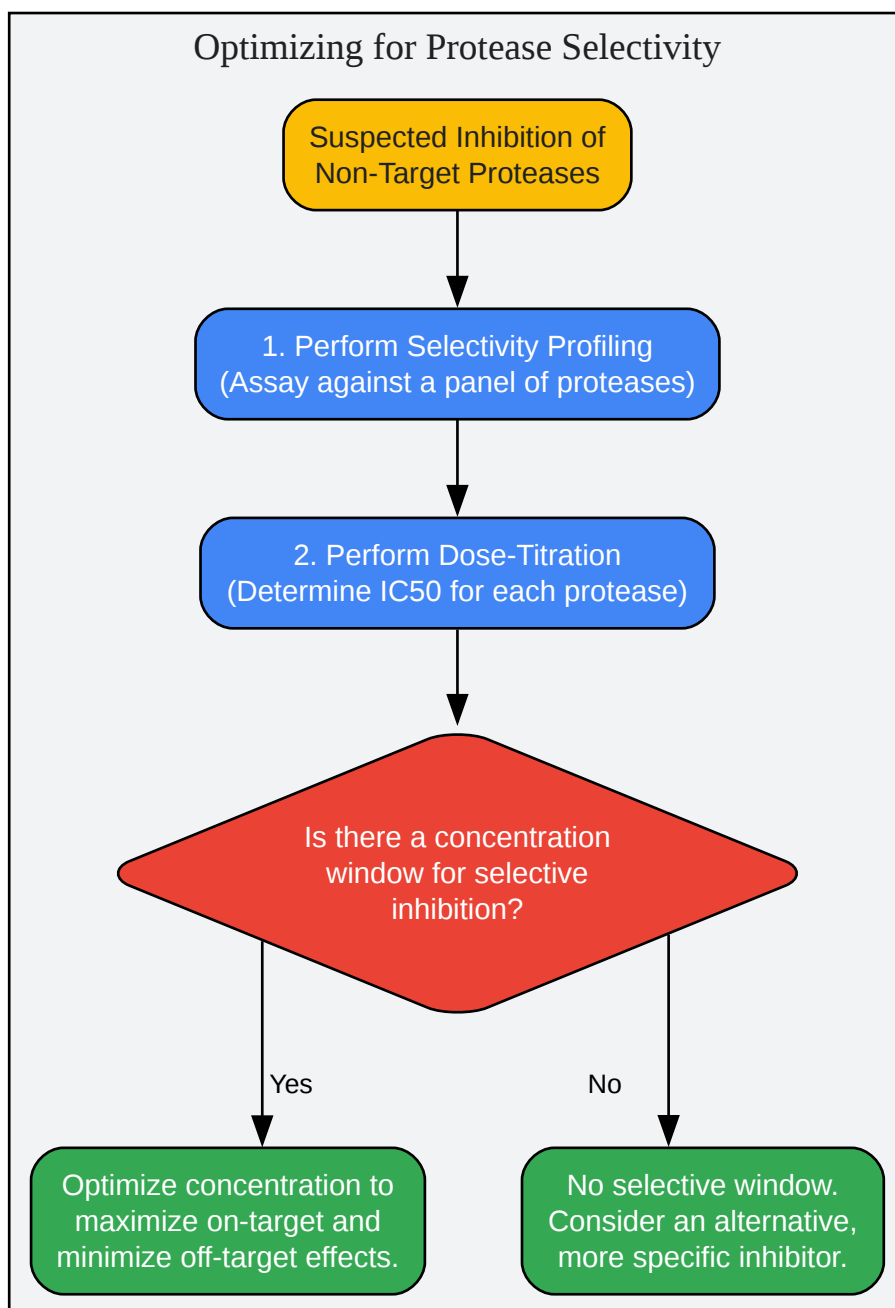 Optimizing for Protease Selectivity
Suspected Inhibition of
Non-Target Proteases
1. Perform Selectivity Profiling
(Assay against a panel of proteases)
2. Perform Dose-Titration
(Determine IC50 for each protease)
Is there a concentration
window for selective
inhibition?
Yes
No
Optimize concentration to
maximize on-target and
minimize off-target effects.
No selective window.
Consider an alternative,
more specific inhibitor.